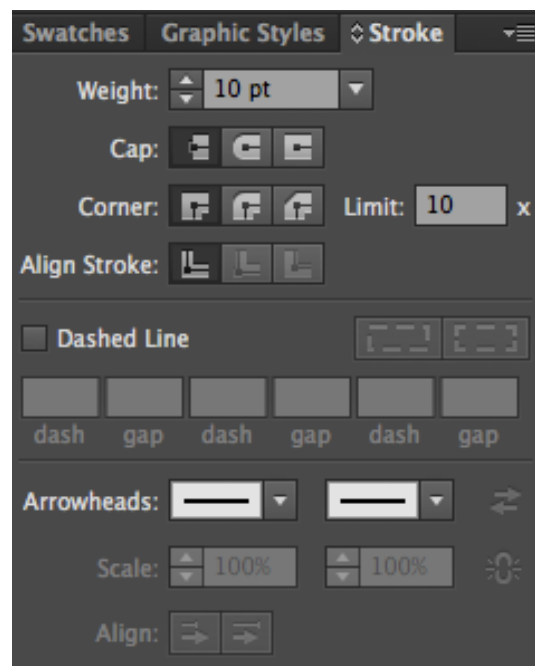 Swatches Graphic Styles Stroke
Weight: 10 pt
Cap:
Corner: Limit: 10 x
Align Stroke:
Dashed Line
dash gap dash gap dash gap
Arrowheads:
Scale: 100% 100%
Align: